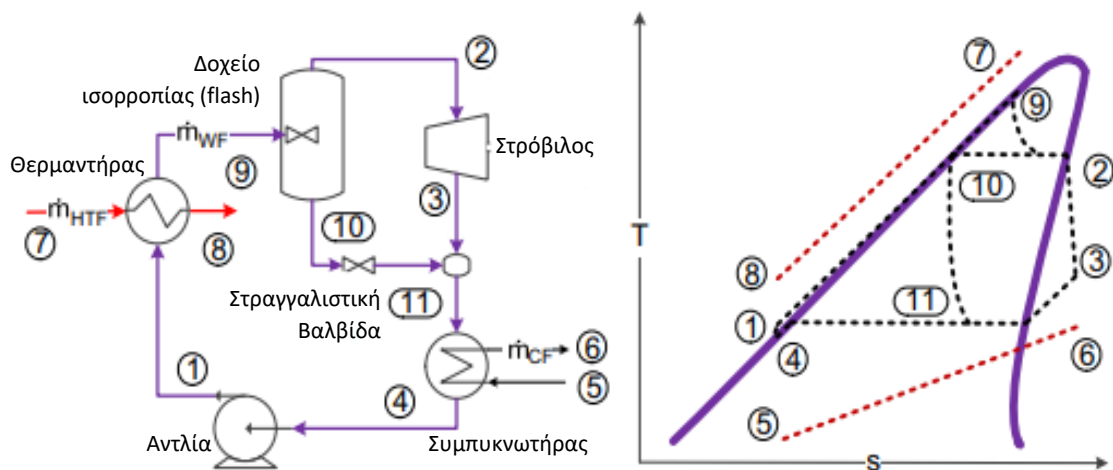 Δοχείο
ισορροπίας (flash)
②
ṁWF
Στρόβιλος
Θερμαντήρας
⑨
③
ṁHTF
⑦
⑧
⑩
Στραγγαλιστική
Βαλβίδα
⑪
ṁCF
⑥
⑤
①
④
Αντλία
Συμπυκνωτήρας
⑦
⑨
②
⑩
T
⑧
③
⑪
①
④
⑥
⑤
s